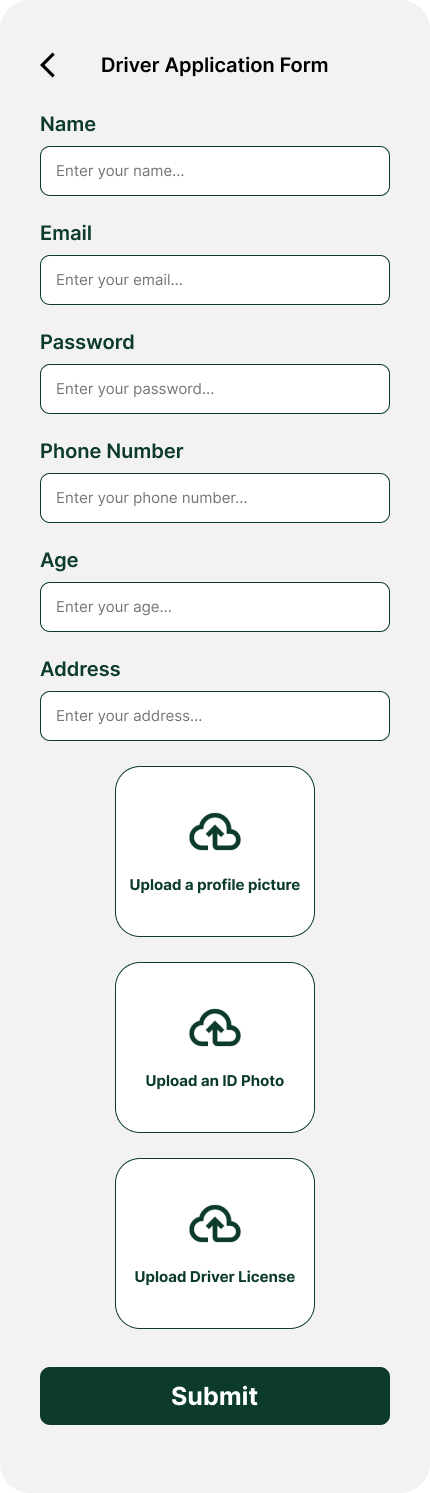 Driver Application Form
Name
Enter your name...
Email
Enter your email...
Password
Enter your password...
Phone Number
Enter your phone number...
Age
Enter your age...
Address
Enter your address...
Upload a profile picture
Upload an ID Photo
Upload Driver License
Submit